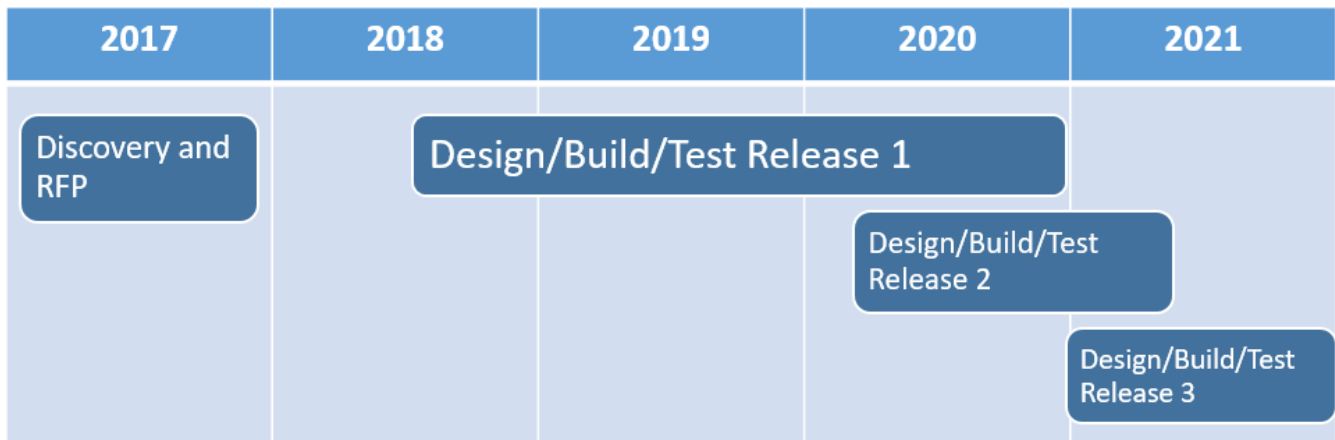 2017 2018 2019 2020 2021
Discovery and
RFP
Design/Build/Test Release 1
Design/Build/Test
Release 2
Design/Build/Test
Release 3